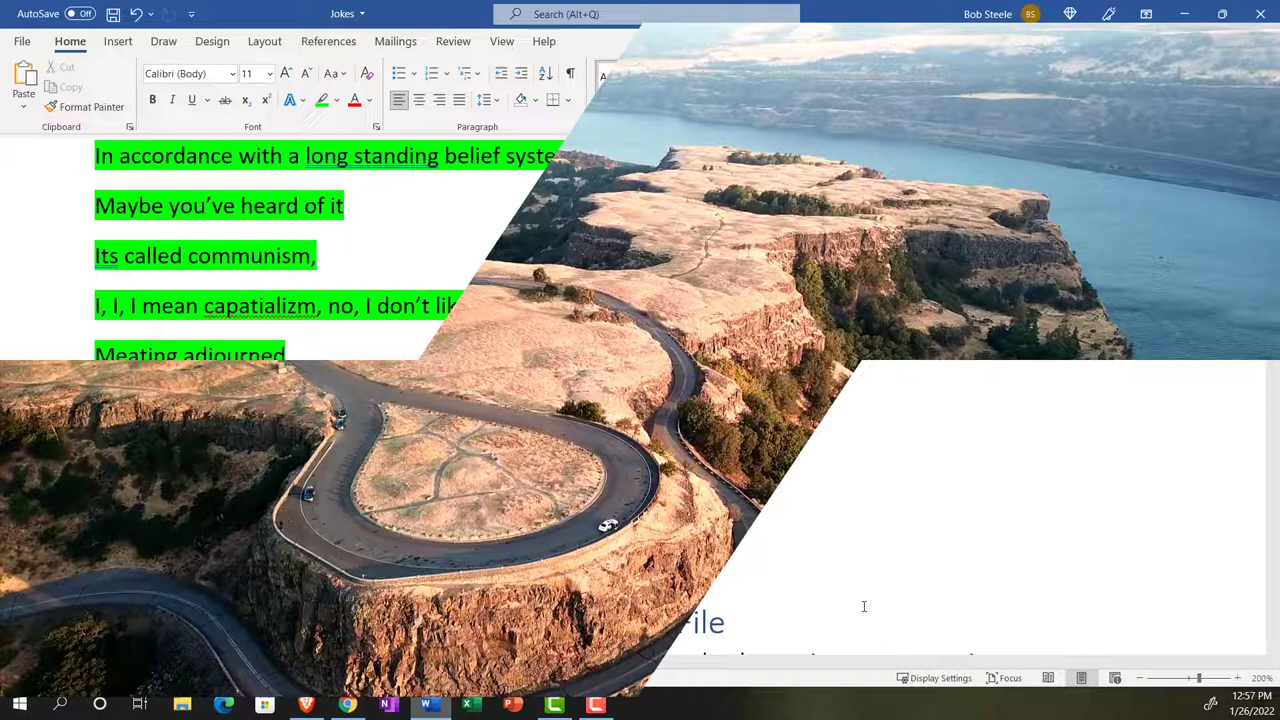 AutoSave Off Jokes Search (Alt+Q) Bob Steele BS
File Home Insert Draw Design Layout References Mailings Review View Help
Paste Cut Copy Format Painter
Calibri (Body) 11
Clipboard Font Paragraph
In accordance with a long standing belief syste
Maybe you've heard of it
Its called communism,
I, I, I mean capatializm, no, I don't lik
Meating adjourned
ile
Display Settings Focus 200%
12:57 PM
1/26/2022